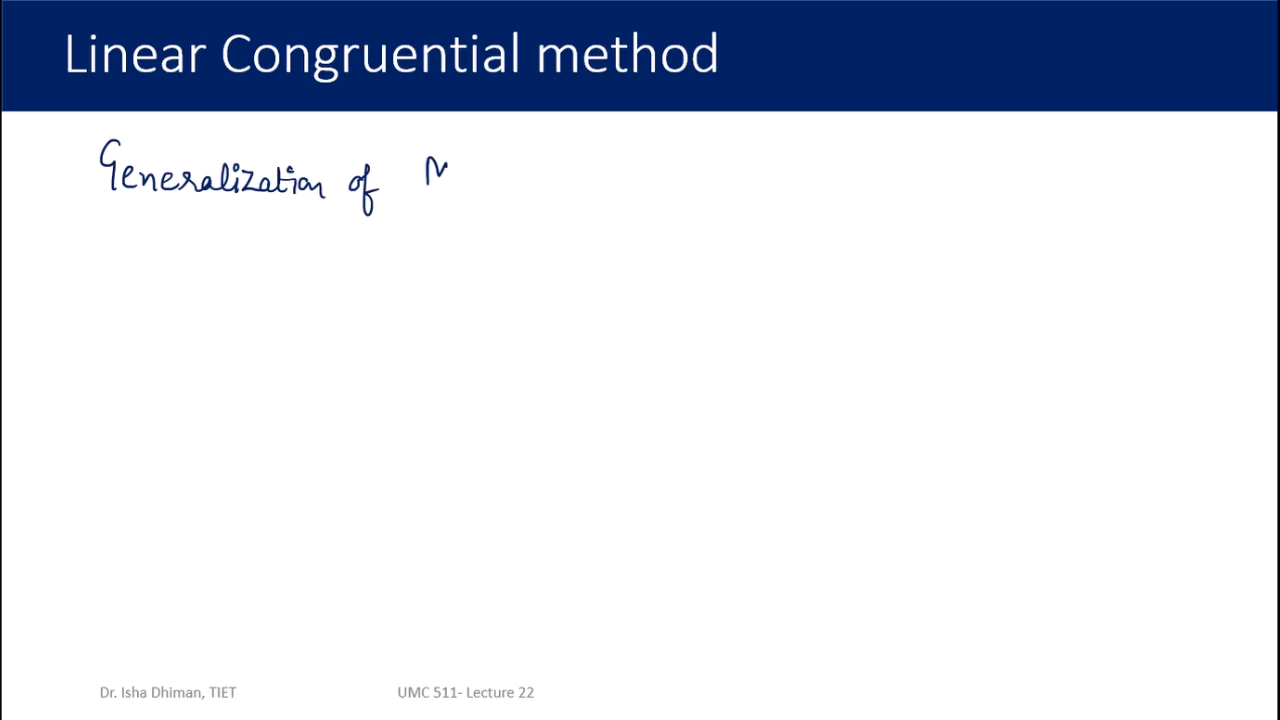 Linear Congruential method
Generalization of
Dr. Isha Dhiman, TIET
UMC 511- Lecture 22